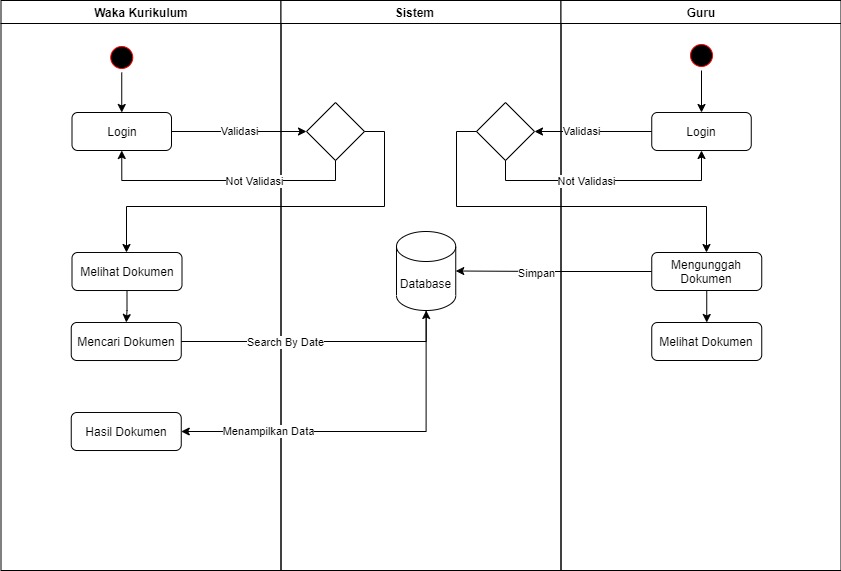 Waka Kurikulum
Sistem
Guru
Login
Validasi
Validasi
Login
Not Validasi
Not Validasi
Melihat Dokumen
Database
Simpan
Mengunggah
Dokumen
Mencari Dokumen
Search By Date
Melihat Dokumen
Hasil Dokumen
Menampilkan Data